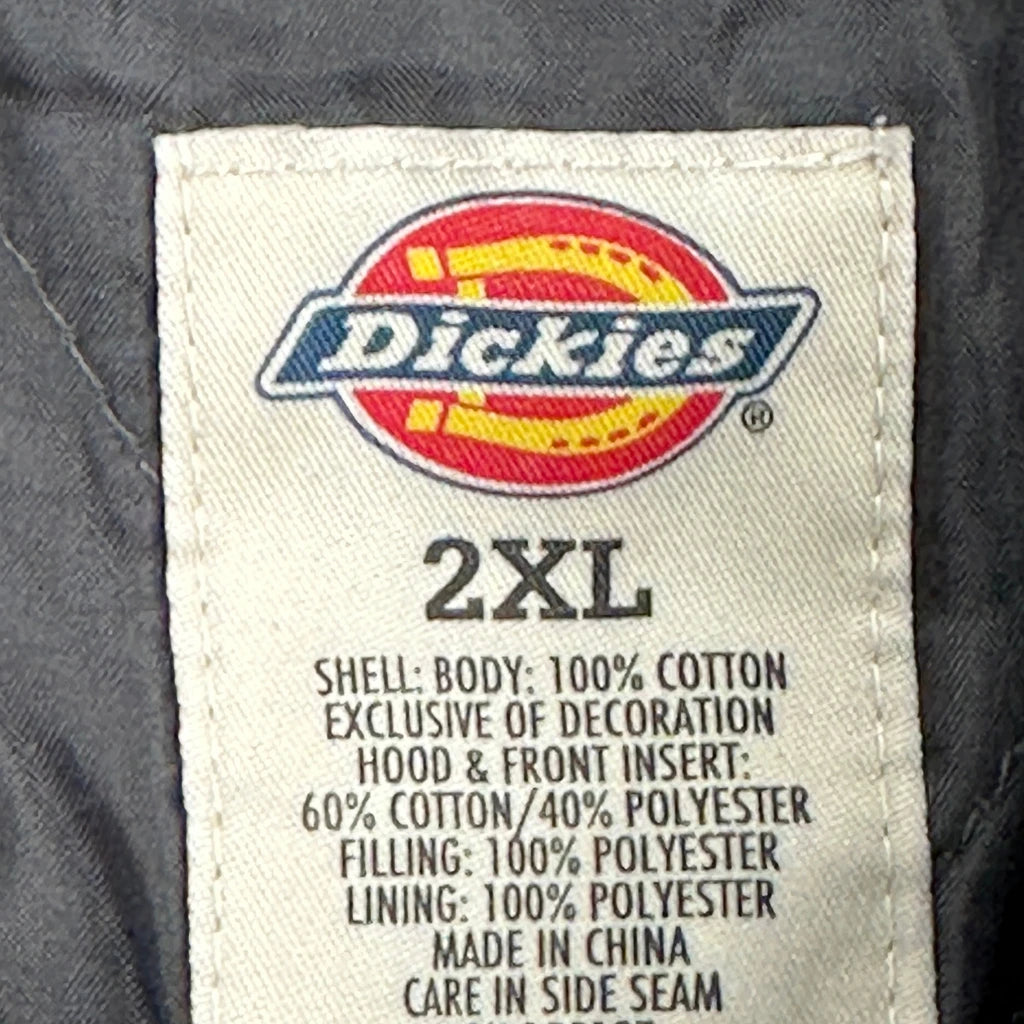 Dickies
®
2XL
SHELL: BODY: 100% COTTON
EXCLUSIVE OF DECORATION
HOOD & FRONT INSERT:
60% COTTON/40% POLYESTER
FILLING: 100% POLYESTER
LINING: 100% POLYESTER
MADE IN CHINA
CARE IN SIDE SEAM